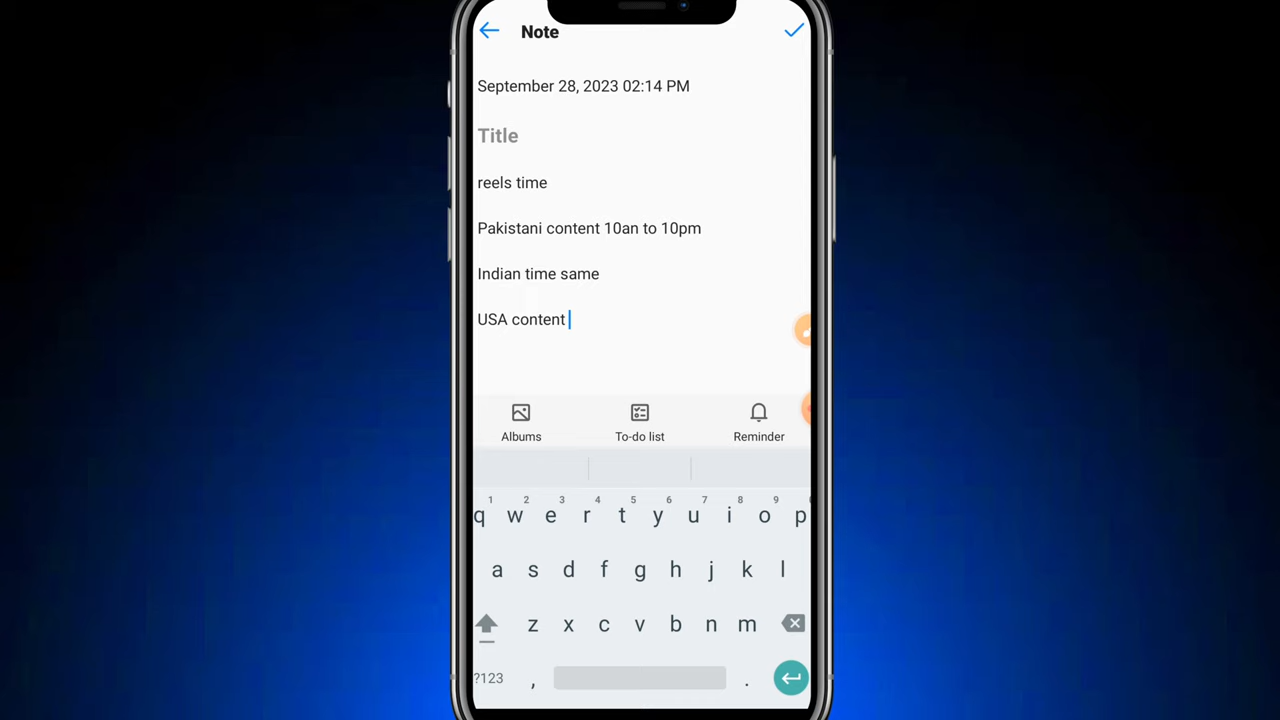 Note
September 28, 2023 02:14 PM
Title
reels time
Pakistani content 10an to 10pm
Indian time same
USA content
Albums To-do list Reminder
1 2 3 4 5 6 7 8 9
q w e r t y u i o p
a s d f g h j k l
z x c v b n m
?123 , .